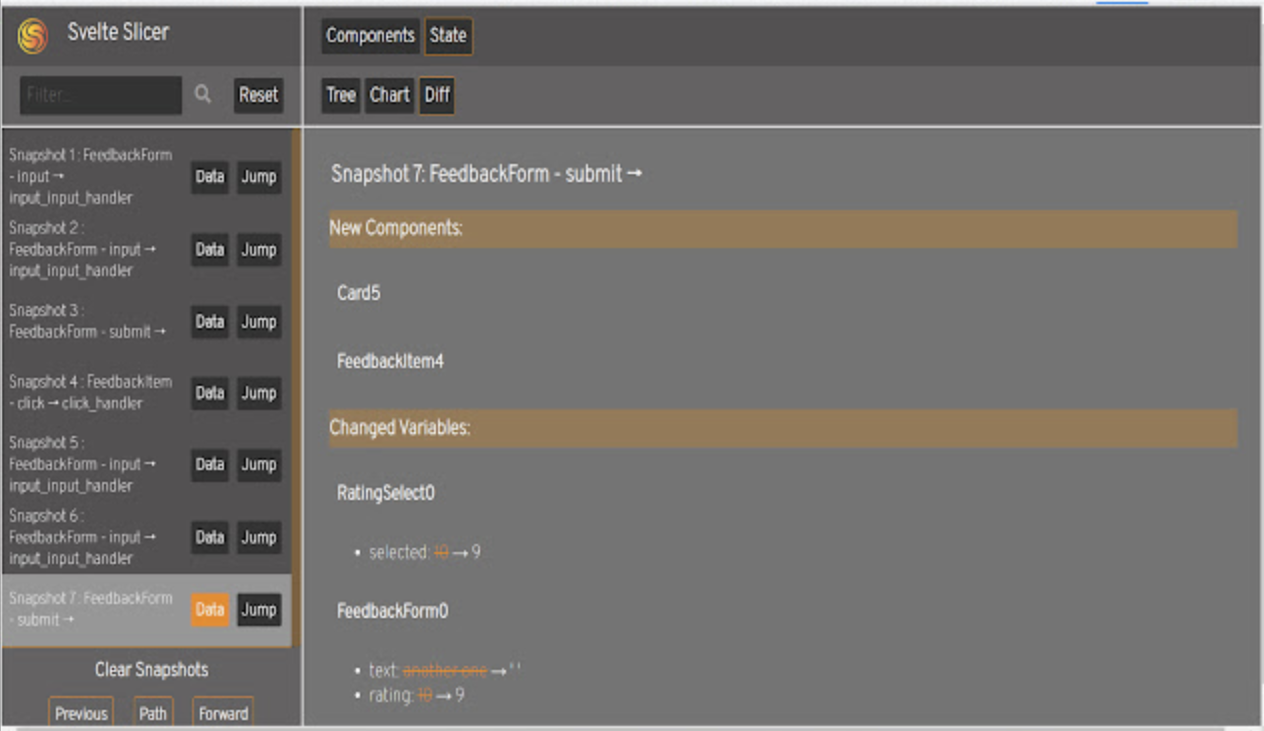 Svelte Slicer
Components State
Filter...
Reset
Tree Chart Diff
Snapshot 1 : FeedbackForm
- input →
input_input_handler
Data Jump
Snapshot 2 :
FeedbackForm - input →
input_input_handler
Data Jump
Snapshot 3 :
FeedbackForm - submit →
Data Jump
Snapshot 4 : FeedbackItem
- click → click_handler
Data Jump
Snapshot 5 :
FeedbackForm - input →
input_input_handler
Data Jump
Snapshot 6 :
FeedbackForm - input →
input_input_handler
Data Jump
Snapshot 7 : FeedbackForm
- submit →
Data Jump
Clear Snapshots
Previous Path Forward
Snapshot 7: FeedbackForm - submit →
New Components:
Card5
FeedbackItem4
Changed Variables:
RatingSelect0
• selected: 10 → 9
FeedbackForm0
• text: another one → ''
• rating: 10 → 9